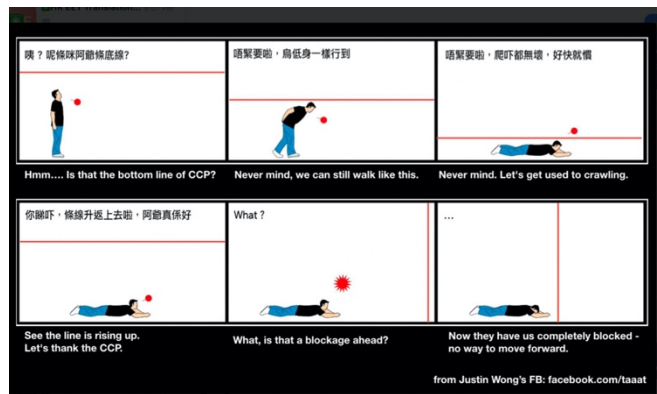 咦？呢條咪阿爺條底線?
唔緊要啦，烏低身一樣行到
唔緊要啦，爬吓都無壞，好快就慣
Hmm.... Is that the bottom line of CCP?
Never mind, we can still walk like this.
Never mind. Let's get used to crawling.
你睇吓，條線升返上去啦，阿爺真係好
What ?
...
See the line is rising up.
Let's thank the CCP.
What, is that a blockage ahead?
Now they have us completely blocked -
no way to move forward.
from Justin Wong's FB: facebook.com/taaat